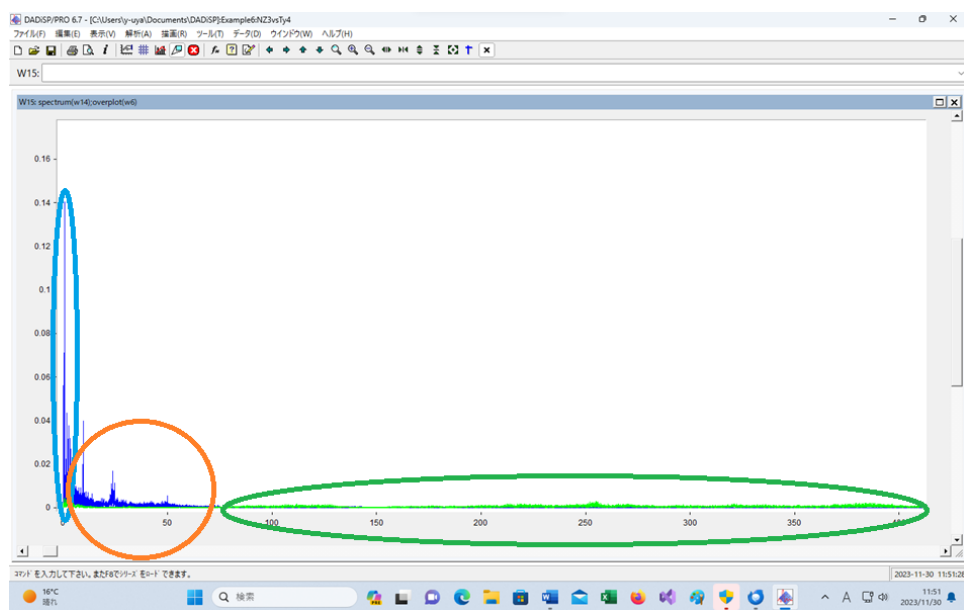 DADiSP/PRO 6.7 - [C:\Users\y-uya\Documents\DADiSP]:Example6:NZ3vsTy4
ファイル(F) 編集(E) 表示(V) 解析(A) 描画(R) ツール(T) データ(D) ウインドウ(W) ヘルプ(H)
W15:
W15: spectrum(w14);overplot(w6)
0.16
0.14
0.12
0.1
0.08
0.06
0.04
0.02
0
0 50 100 150 200 250 300 350 400
コマンドを入力して下さい。またF8でシリーズをロードできます。
2023-11-30 11:51:28
16°C
晴れ
検索
A
11:51
2023/11/30